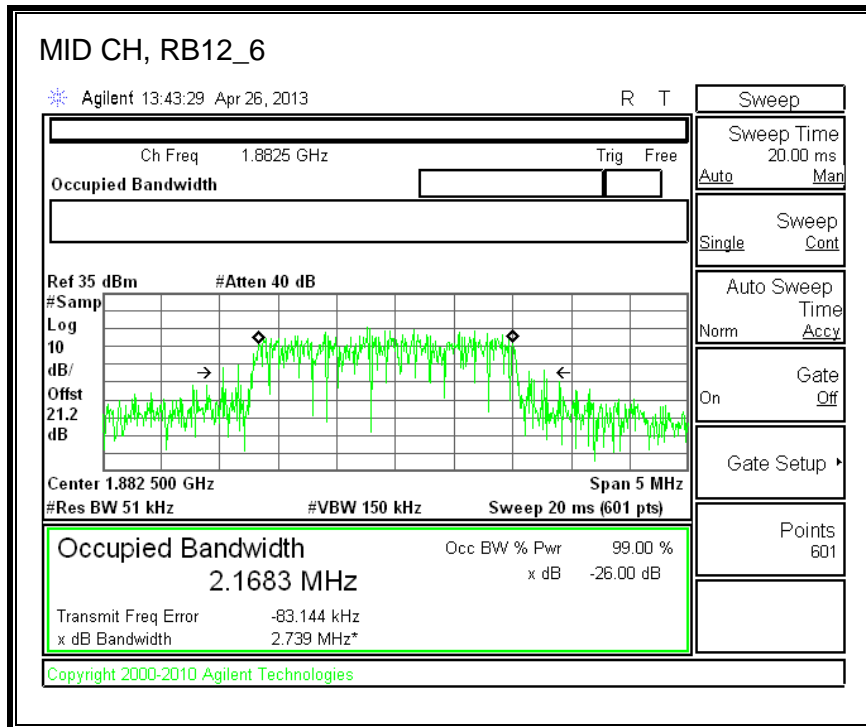 MID CH, RB12_6
Agilent 13:43:29 Apr 26, 2013 R T
Ch Freq 1.8825 GHz Trig Free
Occupied Bandwidth
Ref 35 dBm #Atten 40 dB
#Samp
Log
10
dB/
Offst
21.2
dB
Center 1.882 500 GHz Span 5 MHz
#Res BW 51 kHz #VBW 150 kHz Sweep 20 ms (601 pts)
Occupied Bandwidth Occ BW % Pwr 99.00 %
2.1683 MHz x dB -26.00 dB
Transmit Freq Error -83.144 kHz
x dB Bandwidth 2.739 MHz*
Copyright 2000-2010 Agilent Technologies
Sweep
Sweep Time
20.00 ms
Auto Man
Sweep
Single Cont
Auto Sweep
Time
Norm Accy
Gate
On Off
Gate Setup
Points
601